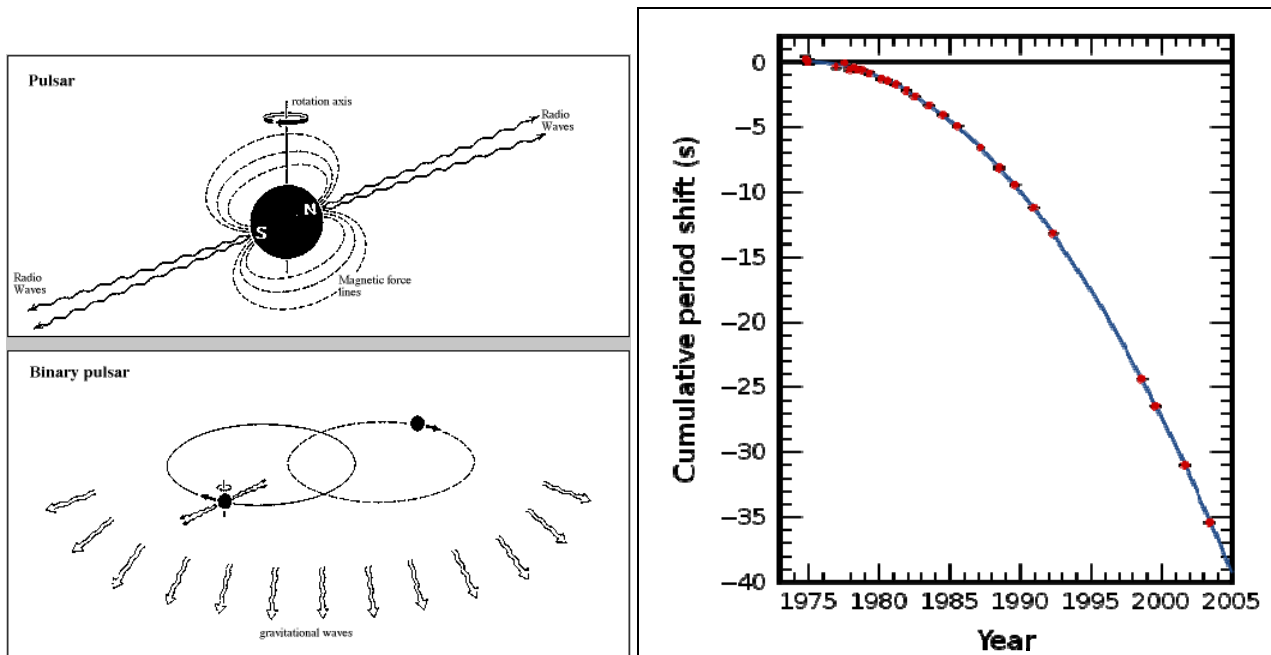 Pulsar
rotation axis
Radio
Waves
N
S
Radio
Waves
Magnetic force
lines
Binary pulsar
gravitational waves
Cumulative period shift (s)
0
−5
−10
−15
−20
−25
−30
−35
−40
1975 1980 1985 1990 1995 2000 2005
Year